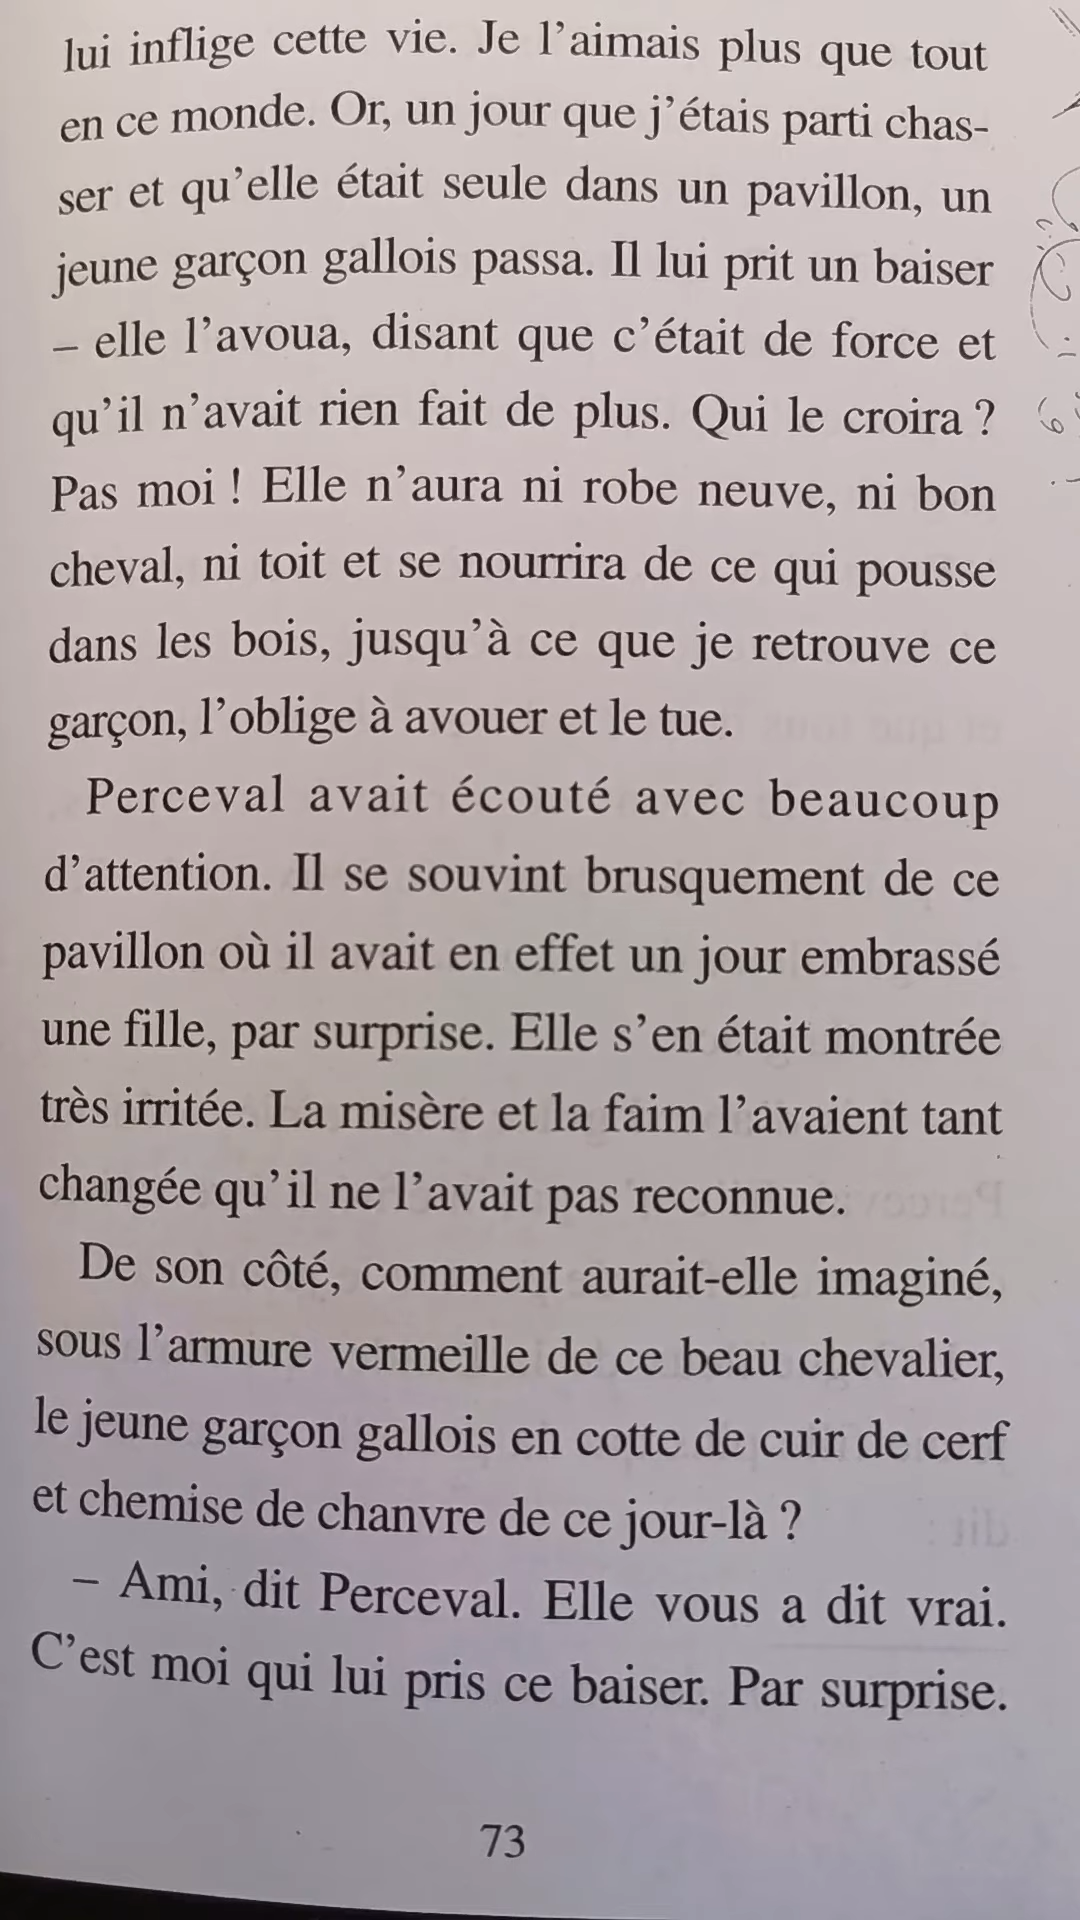 lui inflige cette vie. Je l'aimais plus que tout
en ce monde. Or, un jour que j'étais parti chas-
ser et qu'elle était seule dans un pavillon, un
jeune garçon gallois passa. Il lui prit un baiser
– elle l'avoua, disant que c'était de force et
qu'il n'avait rien fait de plus. Qui le croira ?
Pas moi ! Elle n'aura ni robe neuve, ni bon
cheval, ni toit et se nourrira de ce qui pousse
dans les bois, jusqu'à ce que je retrouve ce
garçon, l'oblige à avouer et le tue.
Perceval avait écouté avec beaucoup
d'attention. Il se souvint brusquement de ce
pavillon où il avait en effet un jour embrassé
une fille, par surprise. Elle s'en était montrée
très irritée. La misère et la faim l'avaient tant
changée qu'il ne l'avait pas reconnue.
De son côté, comment aurait-elle imaginé,
sous l'armure vermeille de ce beau chevalier,
le jeune garçon gallois en cotte de cuir de cerf
et chemise de chanvre de ce jour-là ?
– Ami, dit Perceval. Elle vous a dit vrai.
C'est moi qui lui pris ce baiser. Par surprise.
73